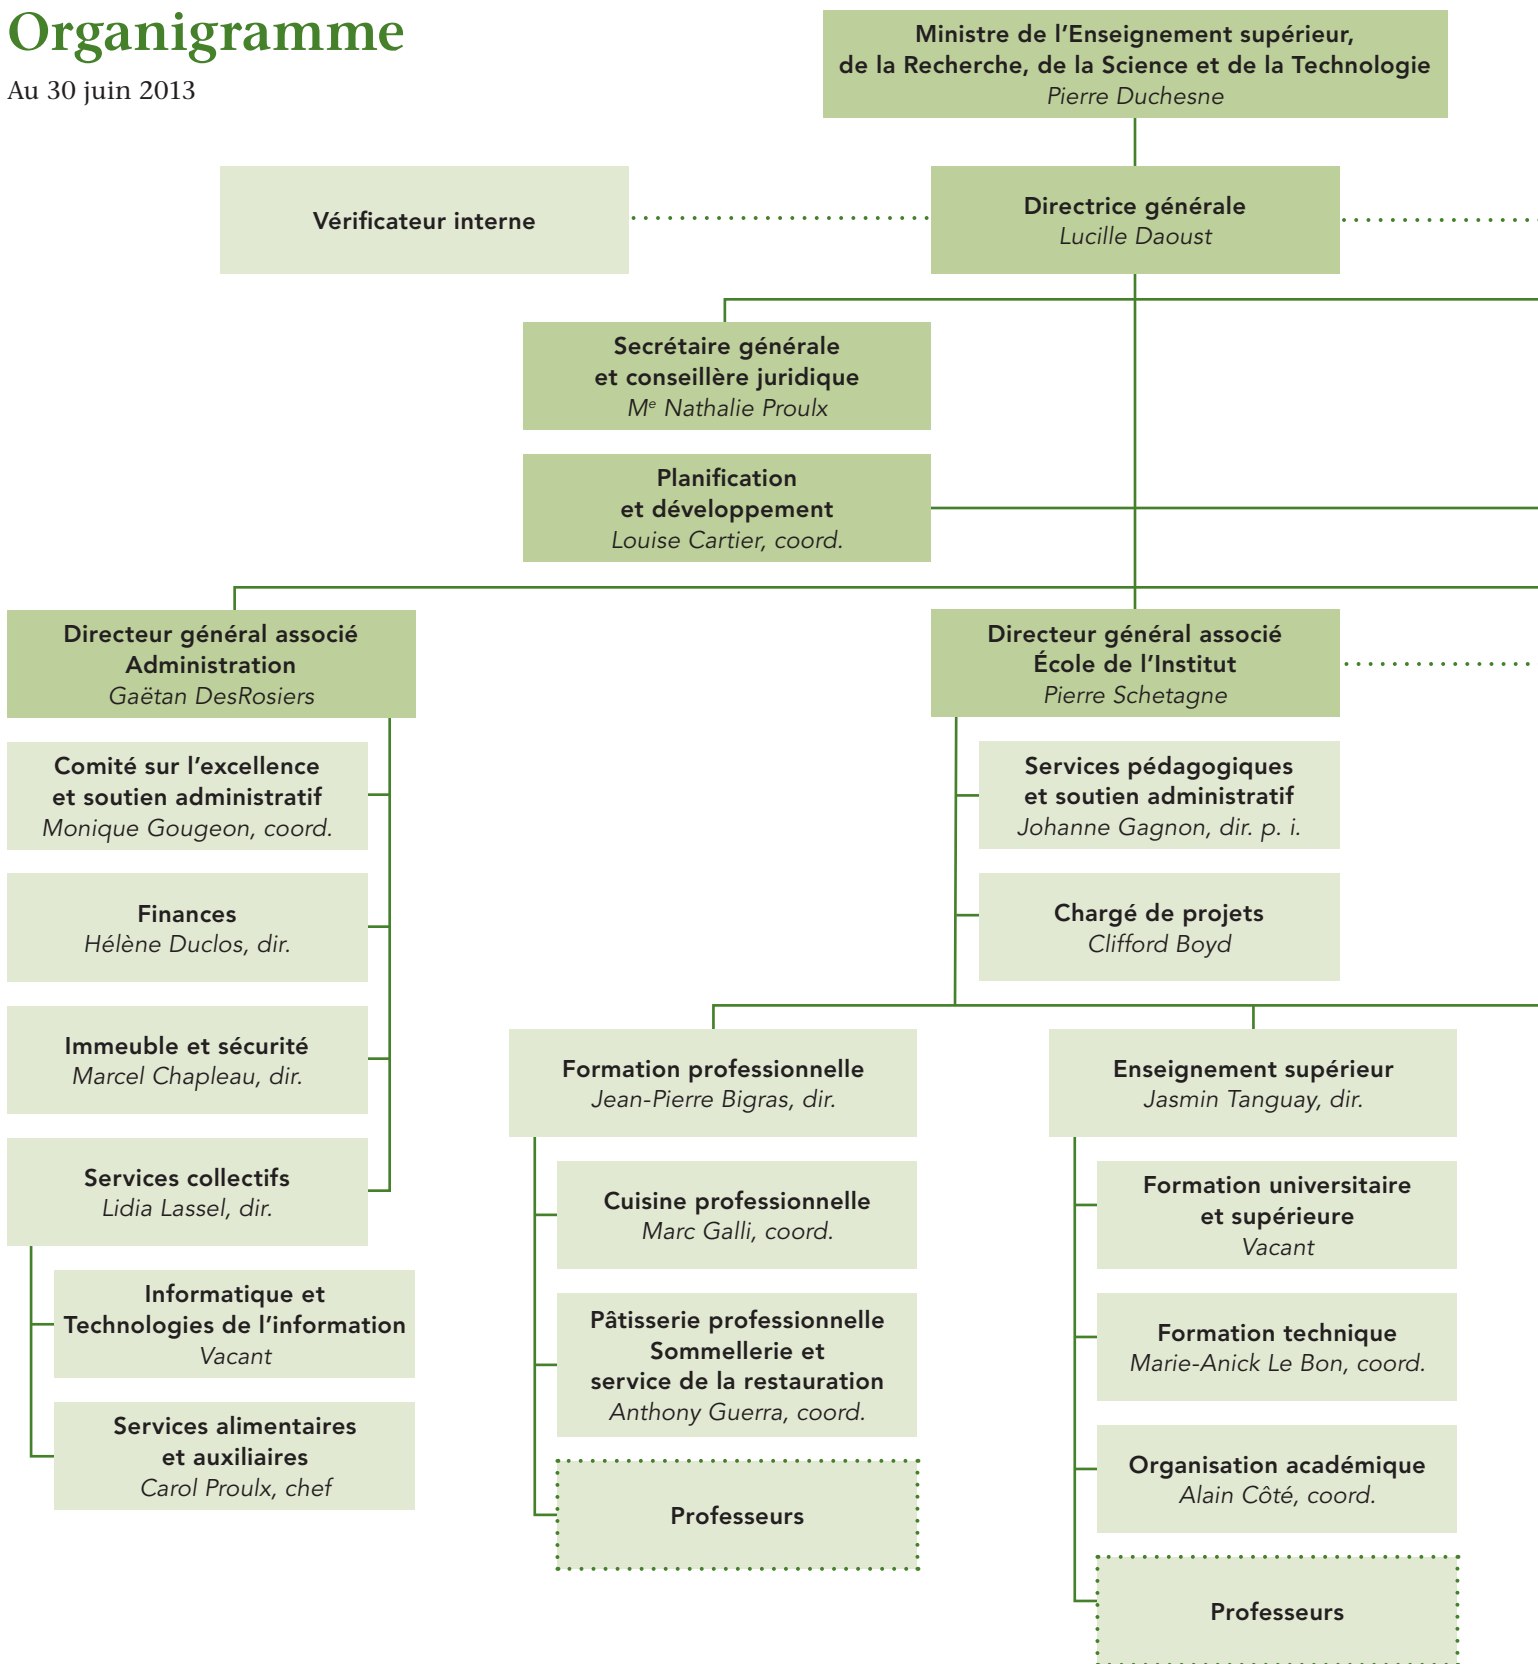 Organigramme
Au 30 juin 2013
Ministre de l’Enseignement supérieur,
de la Recherche, de la Science et de la Technologie
Pierre Duchesne
Vérificateur interne
Directrice générale
Lucille Daoust
Secrétaire générale
et conseillère juridique
Me Nathalie Proulx
Planification
et développement
Louise Cartier, coord.
Directeur général associé
Administration
Gaëtan DesRosiers
Comité sur l’excellence
et soutien administratif
Monique Gougeon, coord.
Finances
Hélène Duclos, dir.
Immeuble et sécurité
Marcel Chapleau, dir.
Services collectifs
Lidia Lassel, dir.
Informatique et
Technologies de l’information
Vacant
Services alimentaires
et auxiliaires
Carol Proulx, chef
Directeur général associé
École de l’Institut
Pierre Schetagne
Services pédagogiques
et soutien administratif
Johanne Gagnon, dir. p. i.
Chargé de projets
Clifford Boyd
Formation professionnelle
Jean-Pierre Bigras, dir.
Cuisine professionnelle
Marc Galli, coord.
Pâtisserie professionnelle
Sommellerie et
service de la restauration
Anthony Guerra, coord.
Professeurs
Enseignement supérieur
Jasmin Tanguay, dir.
Formation universitaire
et supérieure
Vacant
Formation technique
Marie-Anick Le Bon, coord.
Organisation académique
Alain Côté, coord.
Professeurs